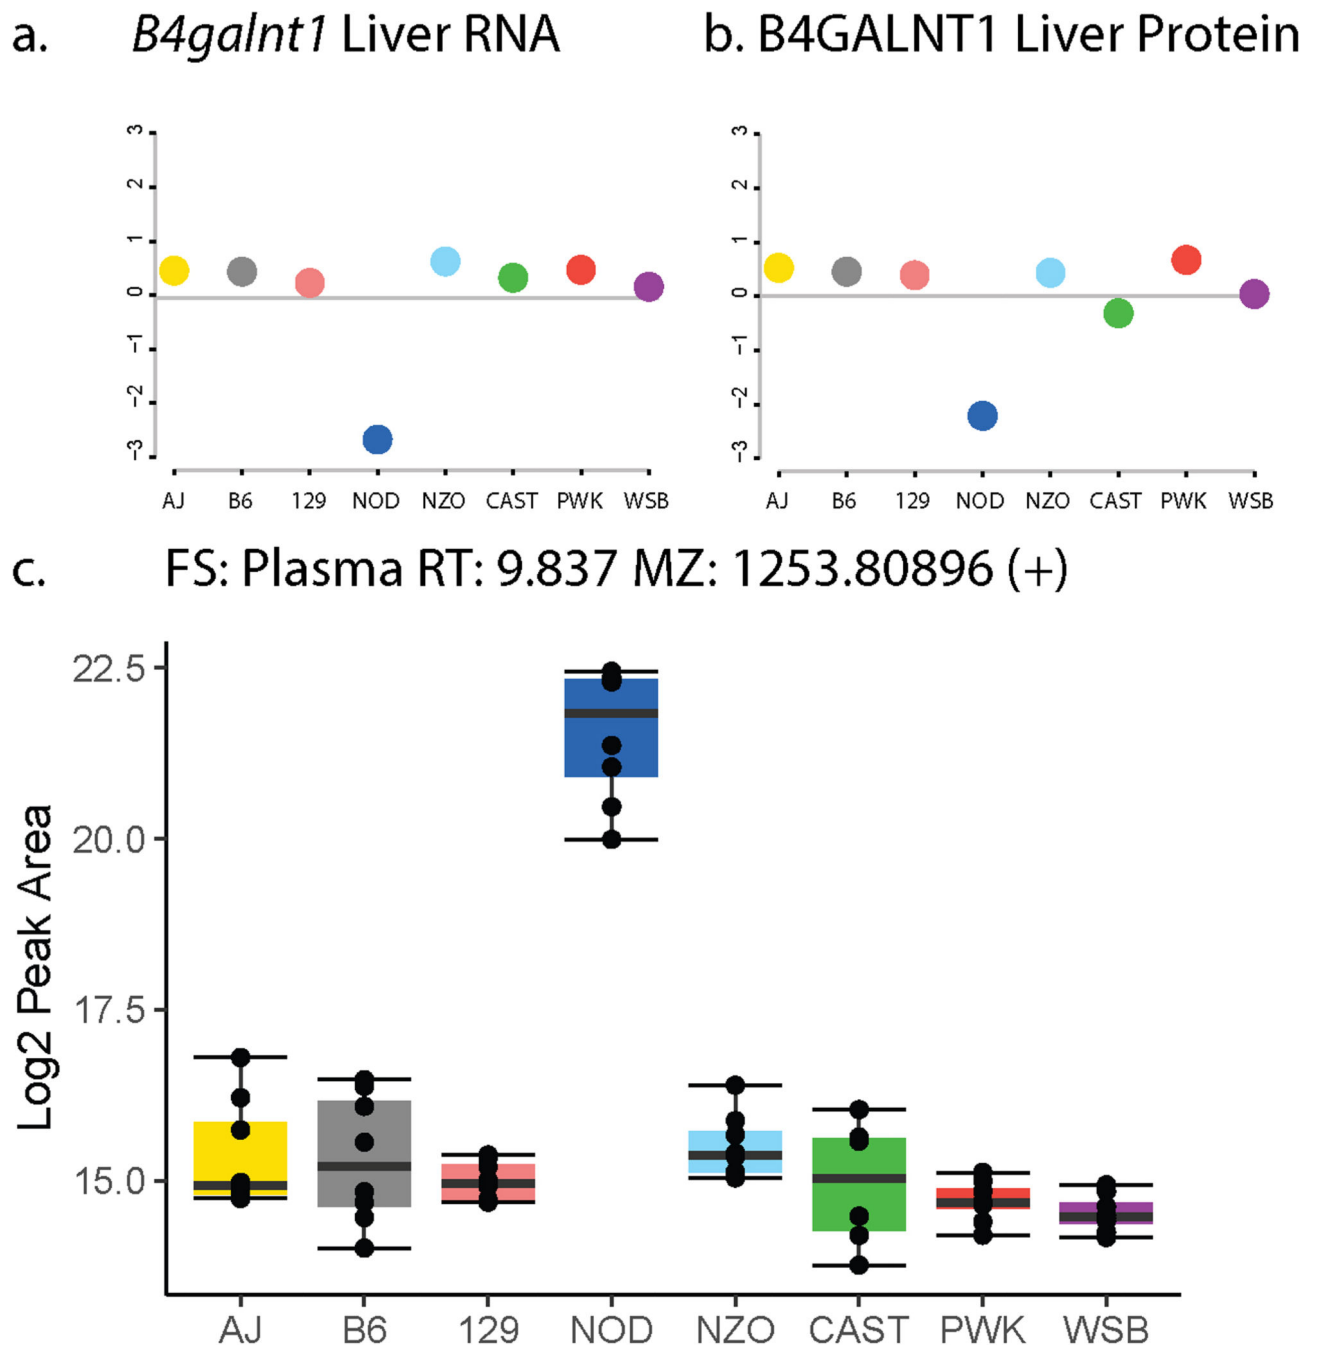 a. B4galnt1 Liver RNA
b. B4GALNT1 Liver Protein
3
2
1
0
−1
−2
−3
AJ B6 129 NOD NZO CAST PWK WSB
3
2
1
0
−1
−2
−3
AJ B6 129 NOD NZO CAST PWK WSB
c. FS: Plasma RT: 9.837 MZ: 1253.80896 (+)
Log2 Peak Area
22.5
20.0
17.5
15.0
AJ B6 129 NOD NZO CAST PWK WSB